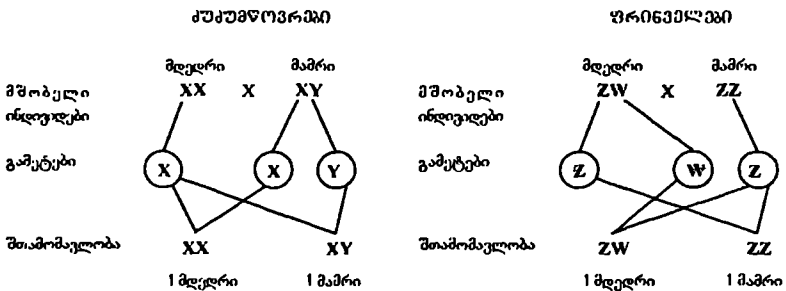 ძუძუმწოვრები
მდედრი მამრი
მშობელი XX X XY
ინდივიდები
გამეტები X X Y
შთამომავლობა XX XY
1 მდედრი 1 მამრი
ფრინველები
მდედრი მამრი
მშობელი ZW X ZZ
ინდივიდები
გამეტები Z W Z
შთამომავლობა ZW ZZ
1 მდედრი 1 მამრი